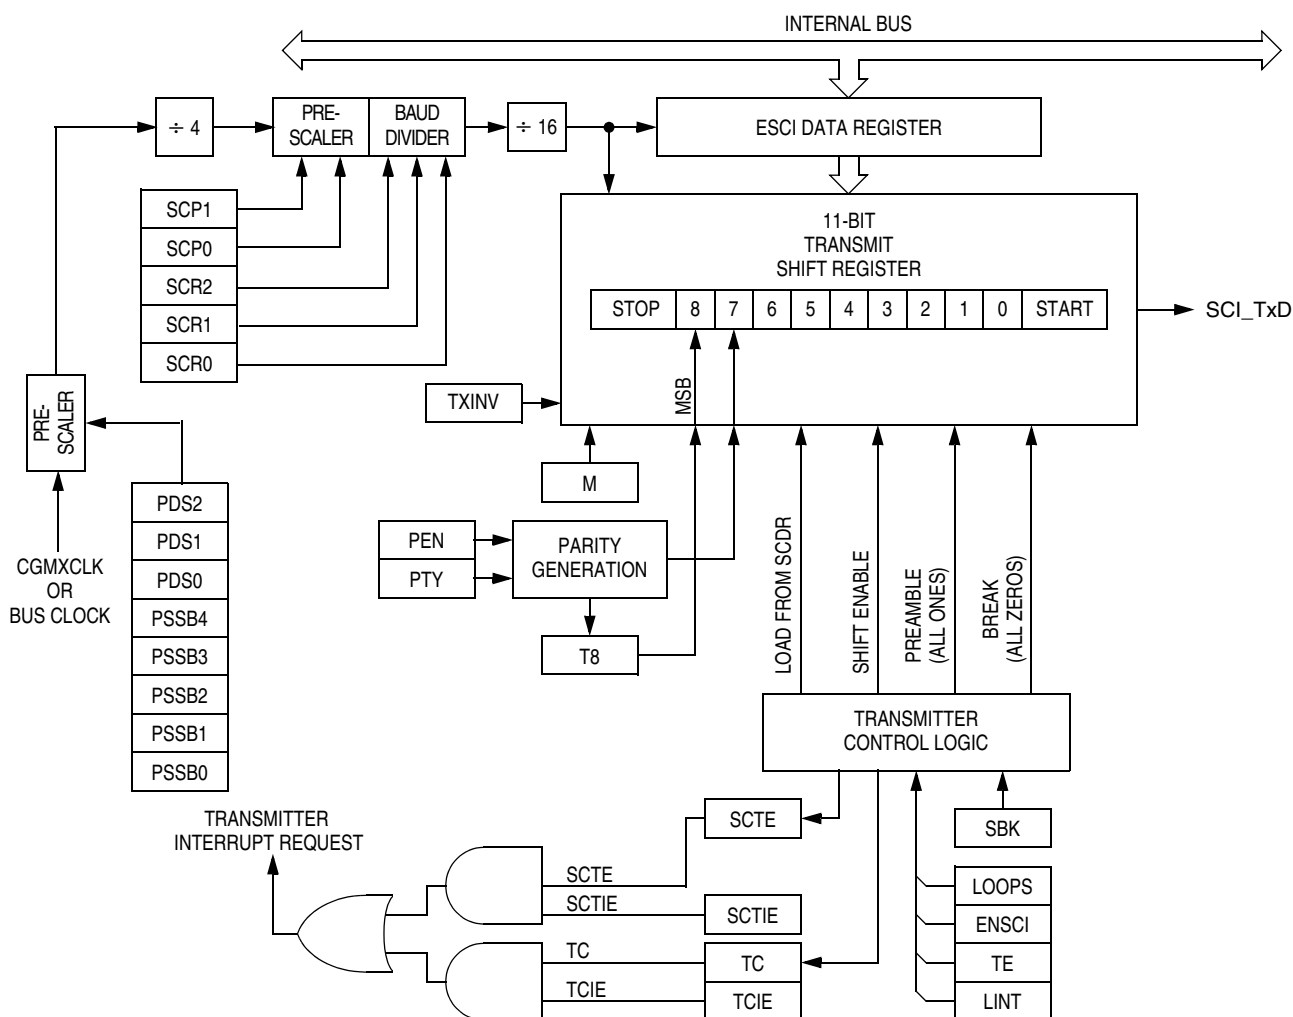 INTERNAL BUS
÷ 4
PRE-
SCALER
BAUD
DIVIDER
÷ 16
ESCI DATA REGISTER
SCP1
SCP0
SCR2
SCR1
SCR0
11-BIT
TRANSMIT
SHIFT REGISTER
STOP 8 7 6 5 4 3 2 1 0 START
SCI_TxD
TXINV
MSB
M
PRE-
SCALER
CGMXCLK
OR
BUS CLOCK
PDS2
PDS1
PDS0
PSSB4
PSSB3
PSSB2
PSSB1
PSSB0
PEN
PTY
PARITY
GENERATION
T8
LOAD FROM SCDR
SHIFT ENABLE
PREAMBLE
(ALL ONES)
BREAK
(ALL ZEROS)
TRANSMITTER
CONTROL LOGIC
TRANSMITTER
INTERRUPT REQUEST
SCTE
SBK
SCTE
SCTIE
SCTIE
TC
TC
TCIE
TCIE
LOOPS
ENSCI
TE
LINT